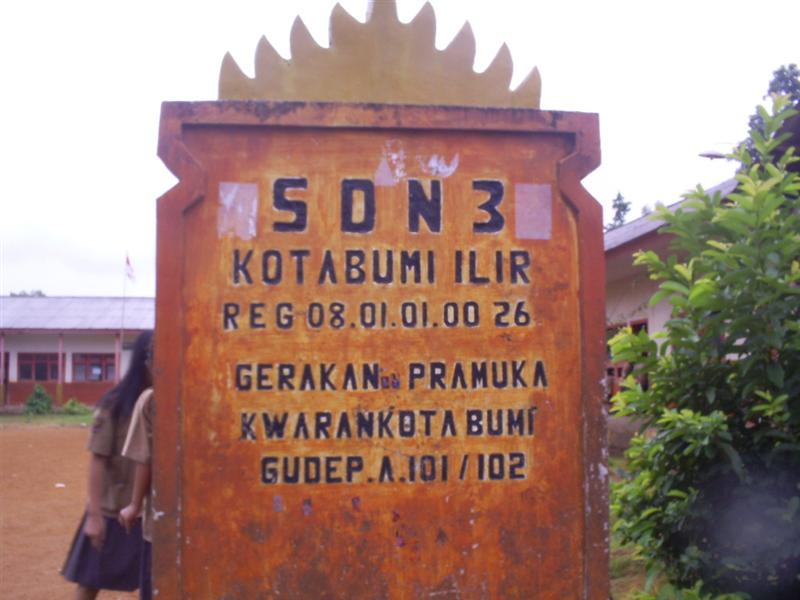 SDN 3
KOTABUMI ILIR
REG 08.01.01.00 26
GERAKAN PRAMUKA
KWARANKOTA BUMI
GUDEP.A.101/102